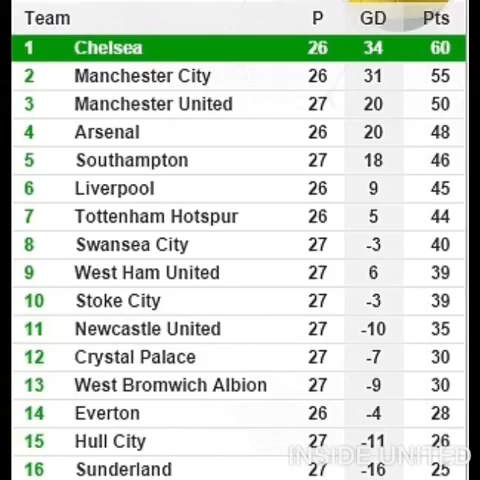 Team P GD Pts
1 Chelsea 26 34 60
2 Manchester City 26 31 55
3 Manchester United 27 20 50
4 Arsenal 26 20 48
5 Southampton 27 18 46
6 Liverpool 26 9 45
7 Tottenham Hotspur 26 5 44
8 Swansea City 27 -3 40
9 West Ham United 27 6 39
10 Stoke City 27 -3 39
11 Newcastle United 27 -10 35
12 Crystal Palace 27 -7 30
13 West Bromwich Albion 27 -9 30
14 Everton 26 -4 28
15 Hull City 27 -11 26
INSIDE UNITED
16 Sunderland 27 -16 25